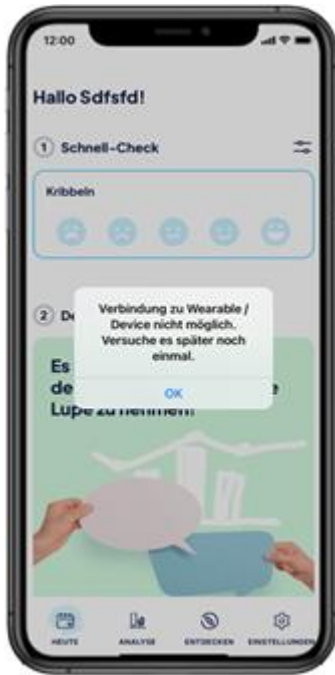 12:00
Hallo Sdfsfd!
1 Schnell-Check
Kribbeln
2 De
Verbindung zu Wearable /
Device nicht möglich.
Versuche es später noch
einmal.
OK
Es
de e
Lupe zu nehmen!
HEUTE ANALYSE ENTDECKEN EINSTELLUNGEN